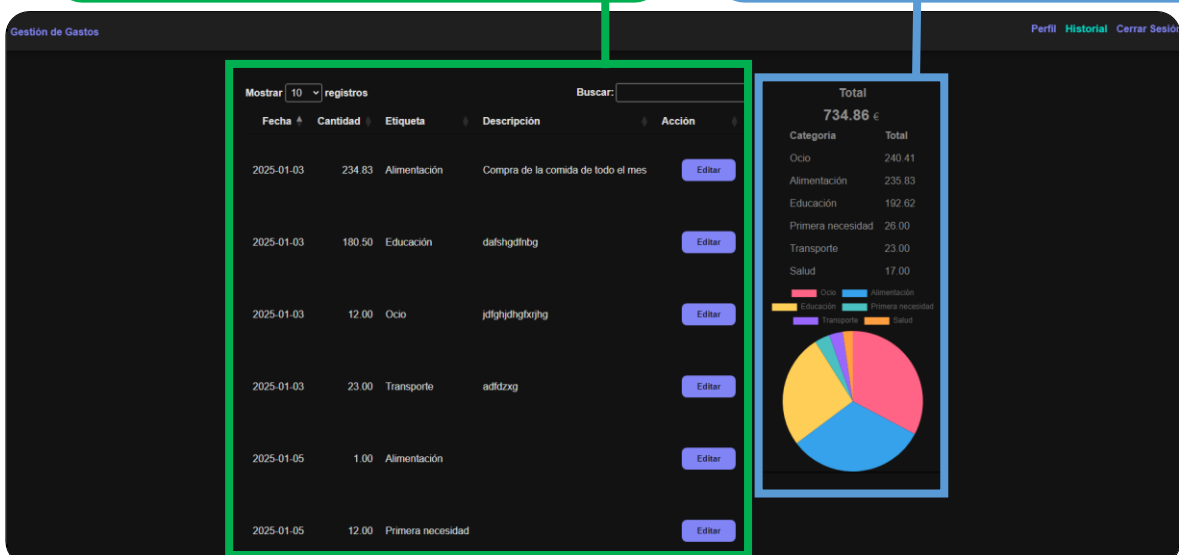 Gestión de Gastos
Perfil Historial Cerrar Sesión
Mostrar 10 registros
Buscar:
Fecha Cantidad Etiqueta Descripción Acción
2025-01-03 234.83 Alimentación Compra de la comida de todo el mes Editar
2025-01-03 180.50 Educación dafshgdfnbg Editar
2025-01-03 12.00 Ocio jdfghjdhgfxrjhg Editar
2025-01-03 23.00 Transporte adfdzxg Editar
2025-01-05 1.00 Alimentación Editar
2025-01-05 12.00 Primera necesidad Editar
Total
734.86 €
Categoria Total
Ocio 240.41
Alimentación 235.83
Educación 192.62
Primera necesidad 26.00
Transporte 23.00
Salud 17.00
Ocio Alimentación
Educación Primera necesidad
Transporte Salud